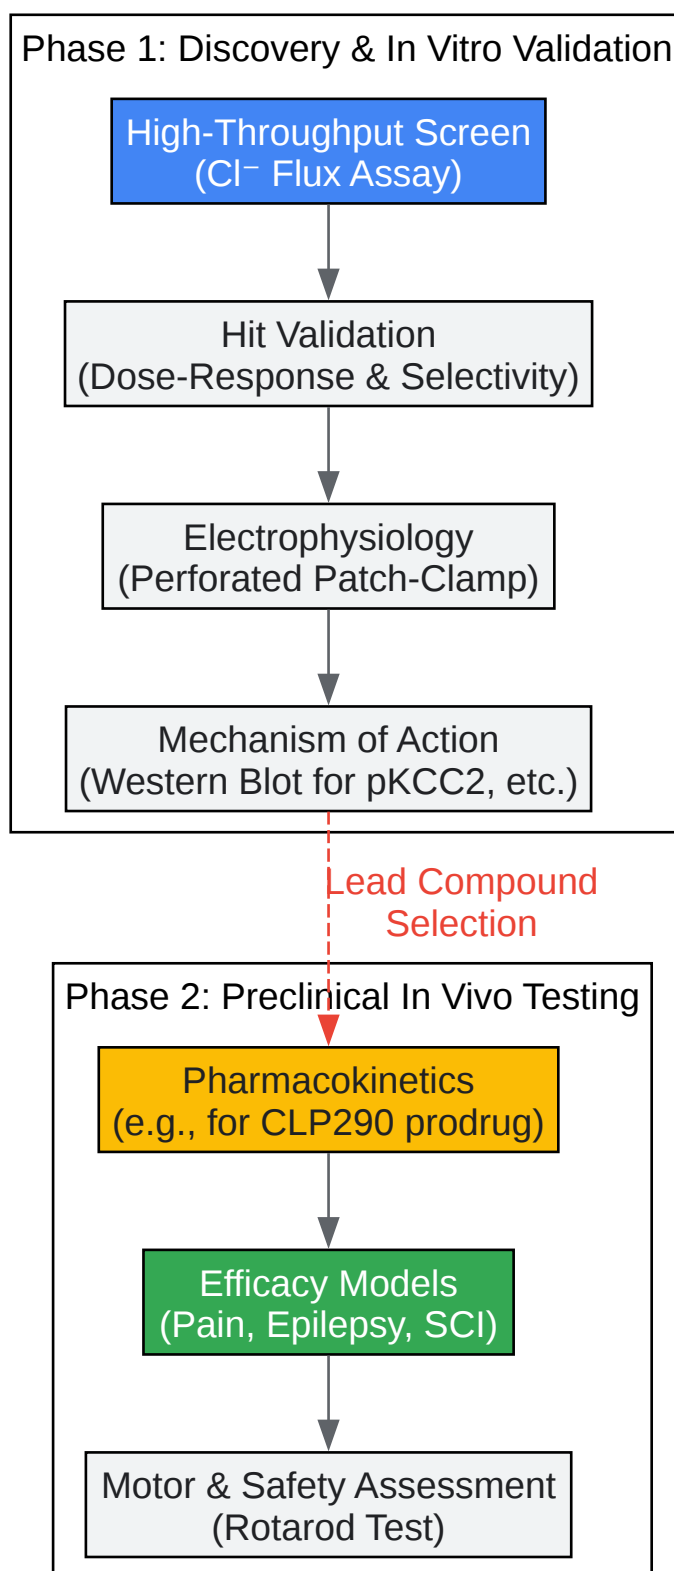 Phase 1: Discovery & In Vitro Validation
High-Throughput Screen
(Cl⁻ Flux Assay)
Hit Validation
(Dose-Response & Selectivity)
Electrophysiology
(Perforated Patch-Clamp)
Mechanism of Action
(Western Blot for pKCC2, etc.)
Lead Compound
Selection
Phase 2: Preclinical In Vivo Testing
Pharmacokinetics
(e.g., for CLP290 prodrug)
Efficacy Models
(Pain, Epilepsy, SCI)
Motor & Safety Assessment
(Rotarod Test)